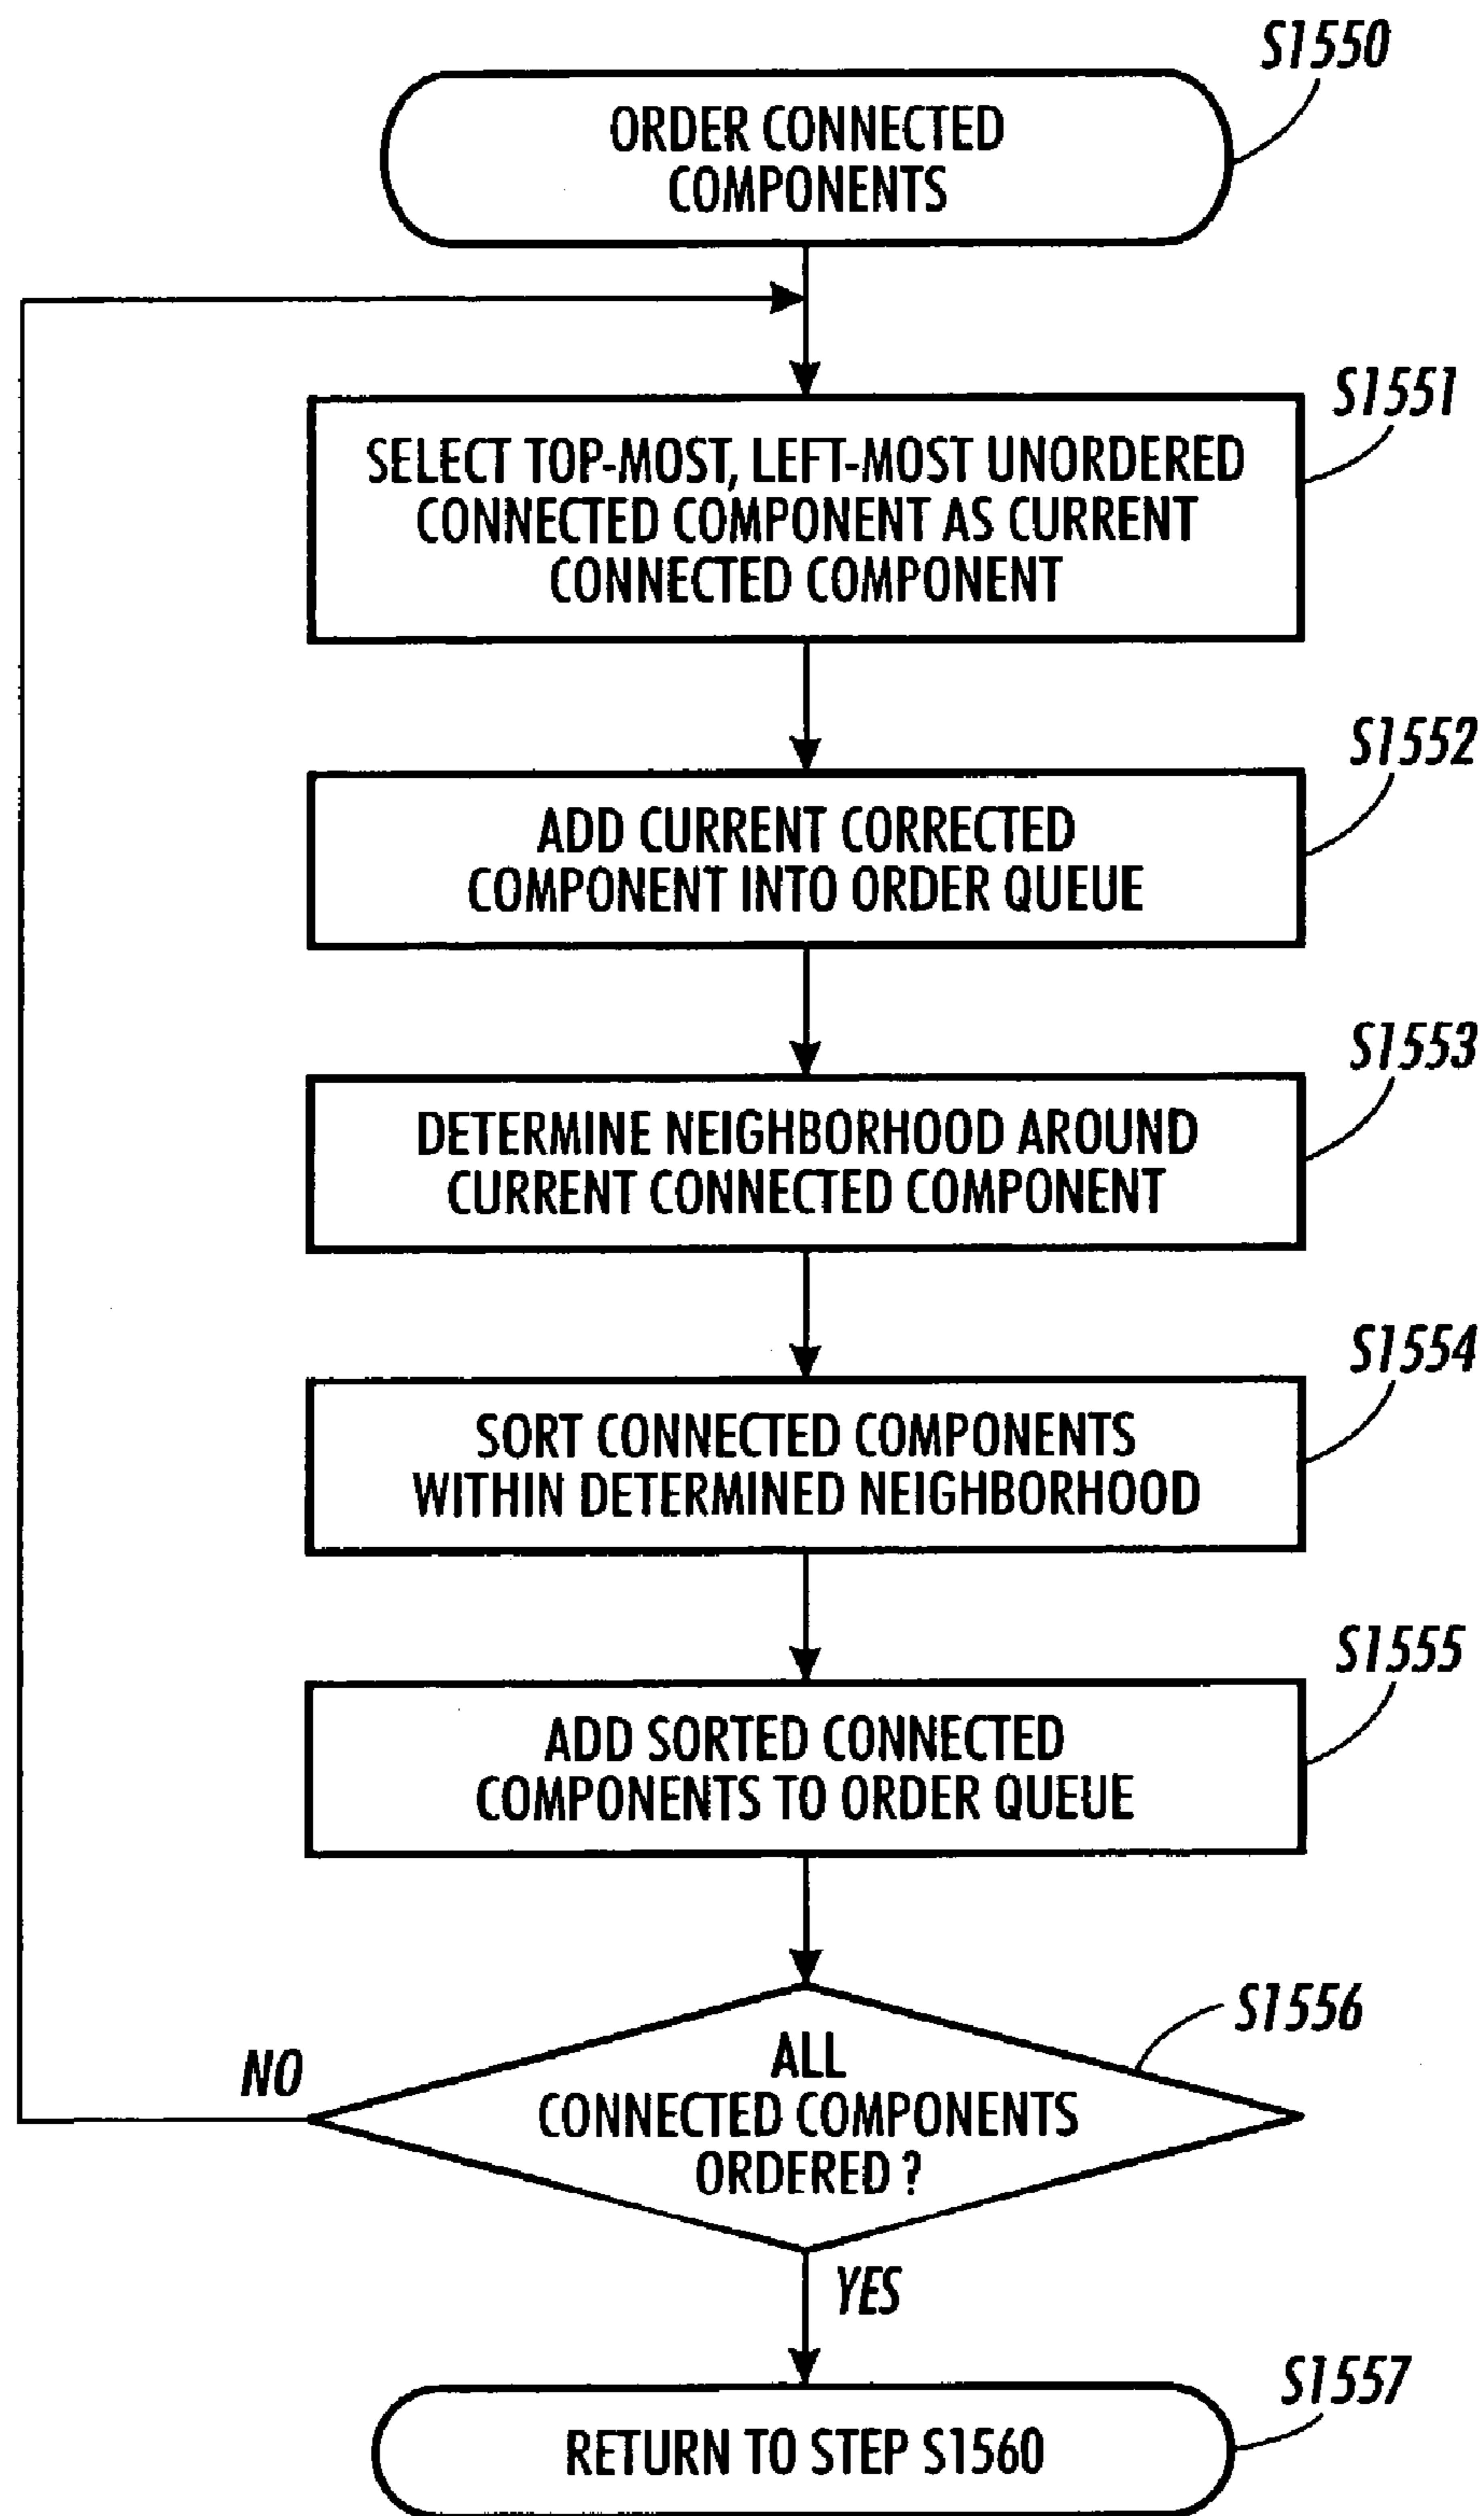 S1550
ORDER CONNECTED
COMPONENTS
S1551
SELECT TOP-MOST, LEFT-MOST UNORDERED
CONNECTED COMPONENT AS CURRENT
CONNECTED COMPONENT
S1552
ADD CURRENT CORRECTED
COMPONENT INTO ORDER QUEUE
S1553
DETERMINE NEIGHBORHOOD AROUND
CURRENT CONNECTED COMPONENT
S1554
SORT CONNECTED COMPONENTS
WITHIN DETERMINED NEIGHBORHOOD
S1555
ADD SORTED CONNECTED
COMPONENTS TO ORDER QUEUE
S1556
NO
ALL
CONNECTED COMPONENTS
ORDERED ?
YES
S1557
RETURN TO STEP S1560